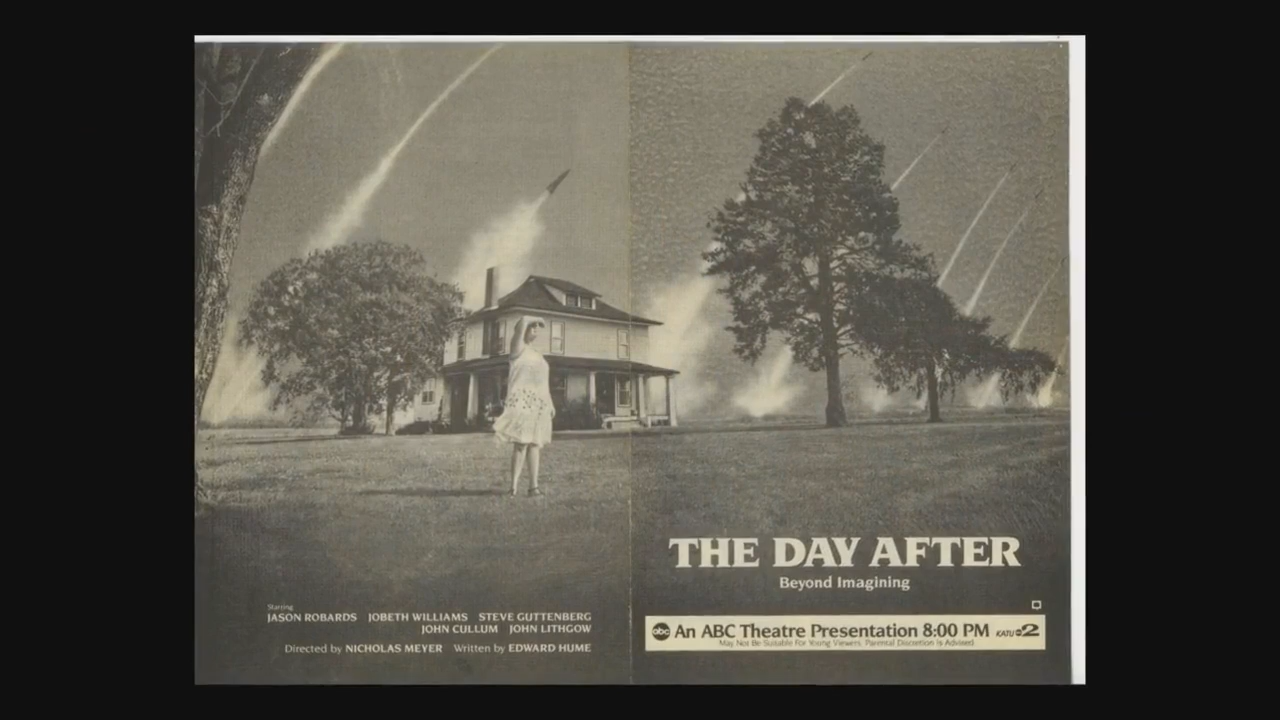 THE DAY AFTER
Beyond Imagining
Starring
JASON ROBARDS JOBETH WILLIAMS STEVE GUTTENBERG
JOHN CULLUM JOHN LITHGOW
Directed by NICHOLAS MEYER Written by EDWARD HUME
abc An ABC Theatre Presentation 8:00 PM KATU 2
May Not Be Suitable For Young Viewers. Parental Discretion Is Advised